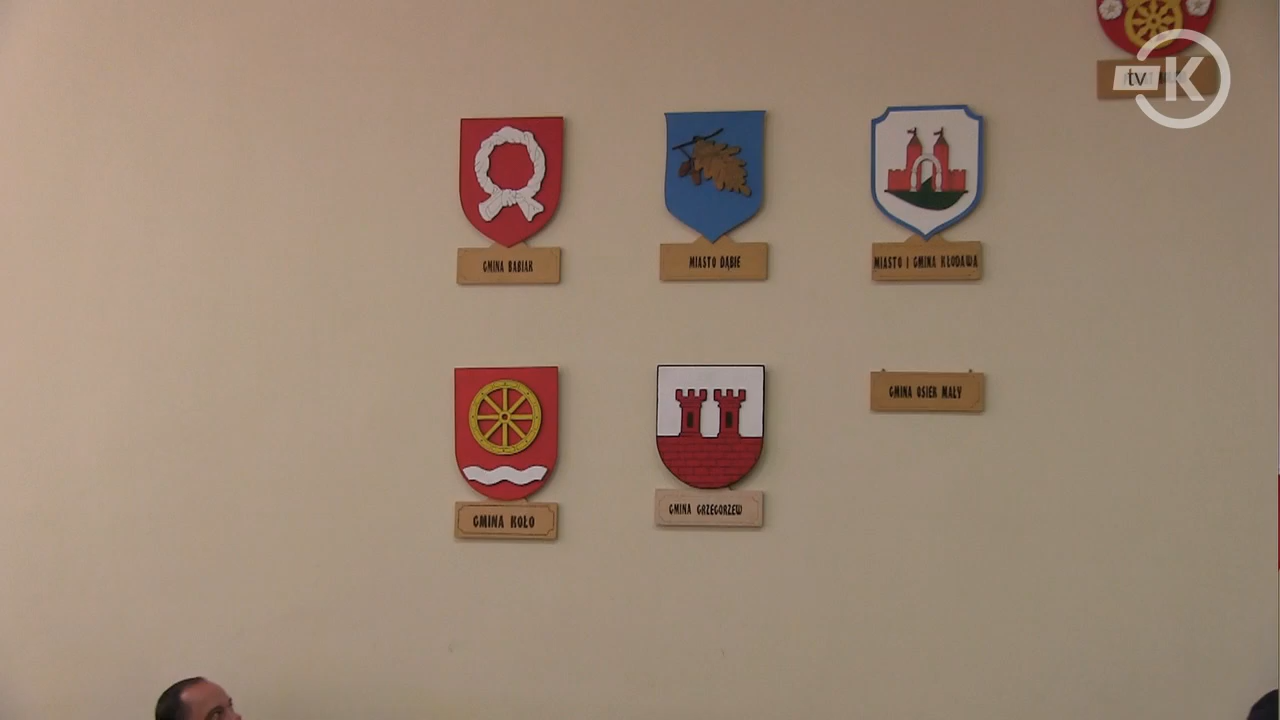 tv K
GMINA BABIAK
MIASTO DĄBIE
MIASTO I GMINA KŁODAWA
GMINA OSIEK MAŁY
GMINA KOŁO
GMINA GRZEGORZEW